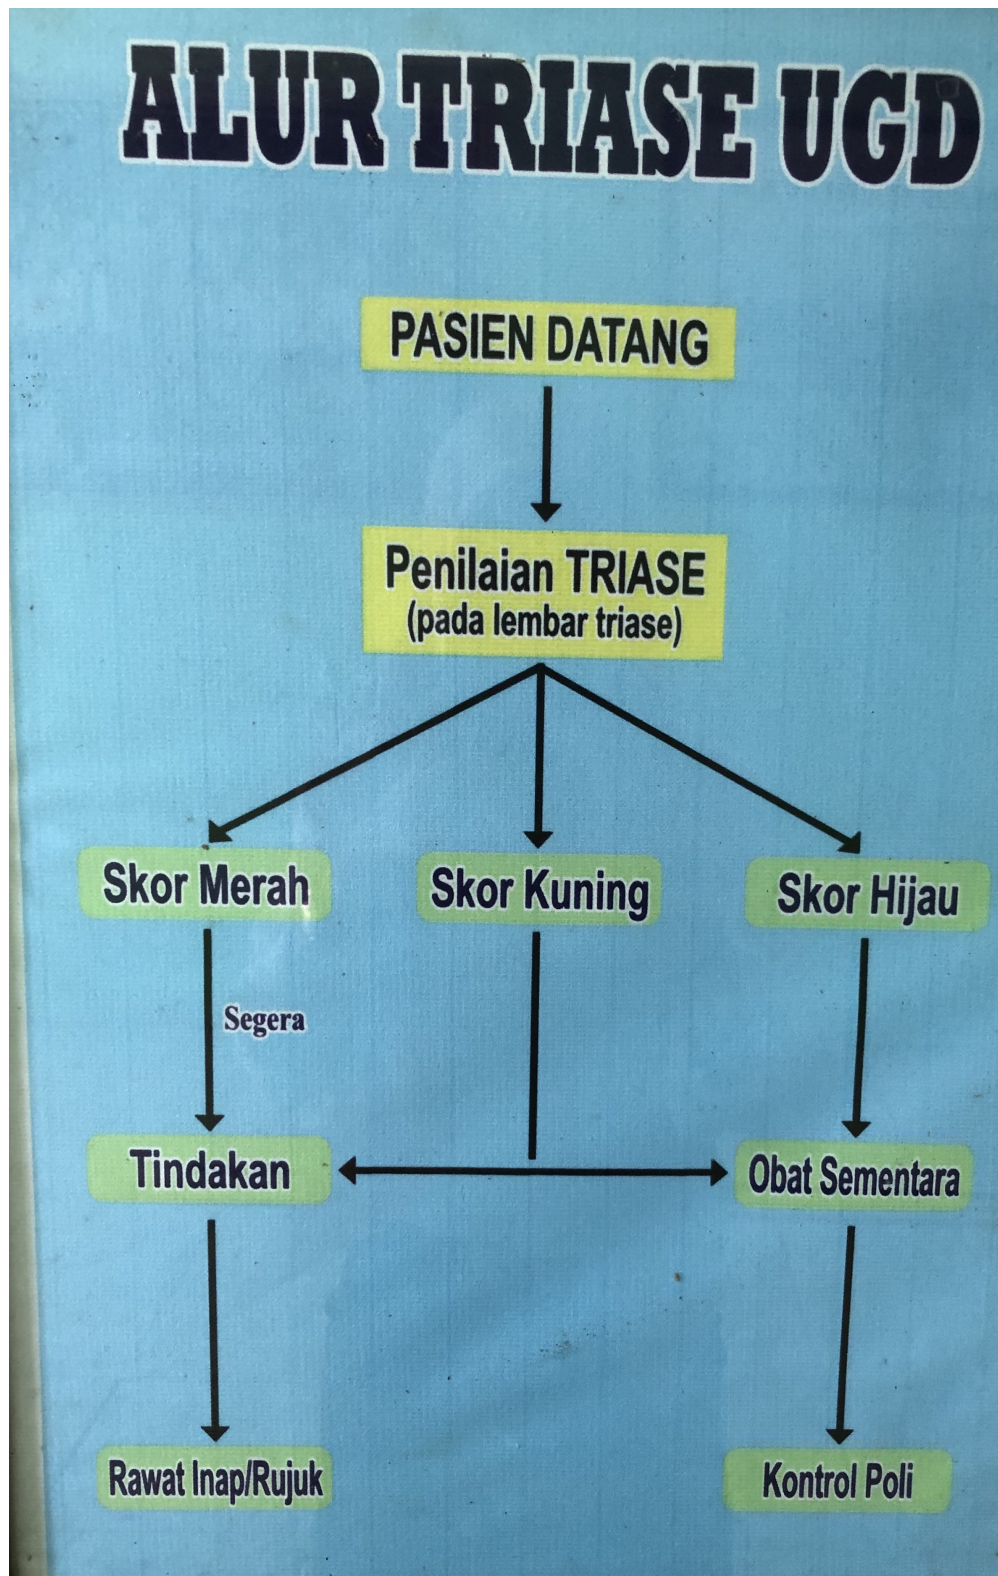 ALUR TRIASE UGD
PASIEN DATANG
Penilaian TRIASE
(pada lembar triase)
Skor Merah
Skor Kuning
Skor Hijau
Segera
Tindakan
Obat Sementara
Rawat Inap/Rujuk
Kontrol Poli